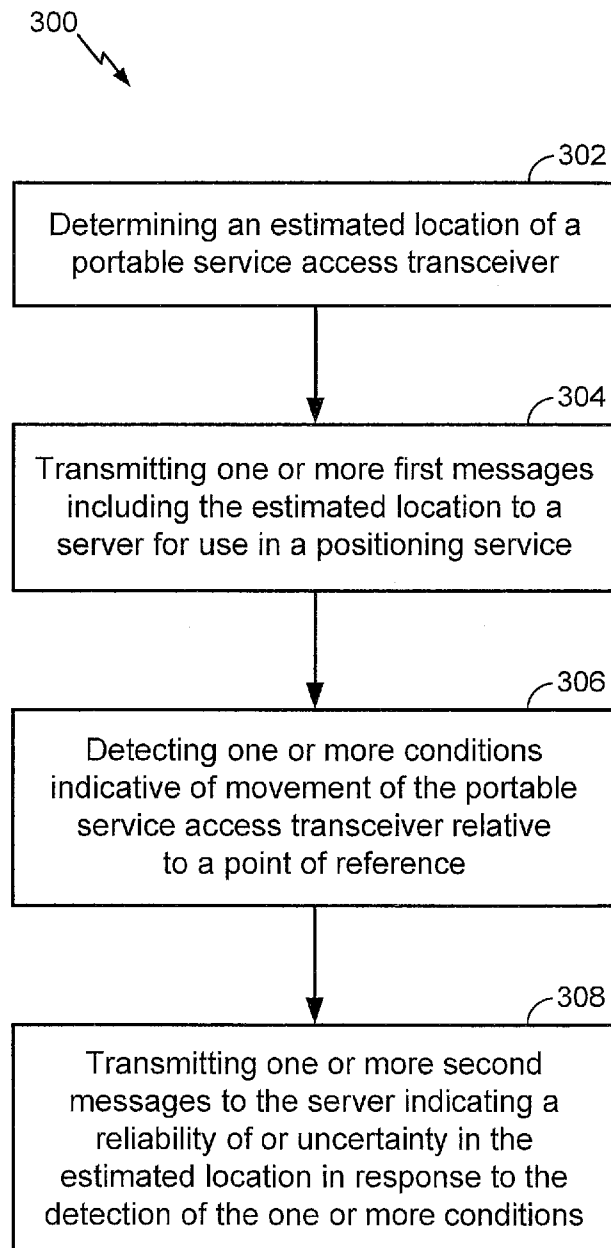 300
302
Determining an estimated location of a
portable service access transceiver
304
Transmitting one or more first messages
including the estimated location to a
server for use in a positioning service
306
Detecting one or more conditions
indicative of movement of the portable
service access transceiver relative
to a point of reference
308
Transmitting one or more second
messages to the server indicating a
reliability of or uncertainty in the
estimated location in response to the
detection of the one or more conditions